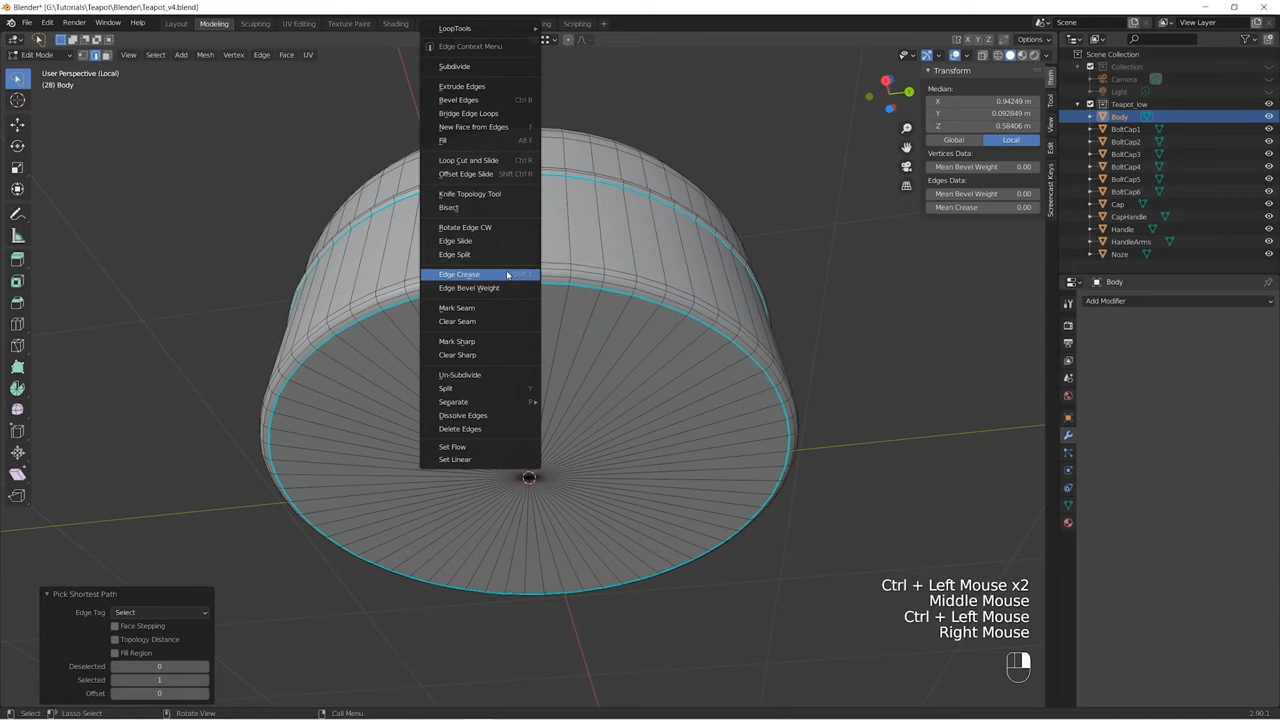 Blender* [G:\Tutorials\Teapot\Blender\Teapot_v4.blend]
File Edit Render Window Help Layout Modeling Sculpting UV Editing Texture Paint Shading Scripting Scene View Layer
X Y Z Options
Edit Mode View Select Add Mesh Vertex Edge Face UV
User Perspective (Local)
(28) Body
LoopTools
Edge Context Menu
Subdivide
Extrude Edges
Bevel Edges Ctrl B
Bridge Edge Loops
New Face from Edges F
Fill Alt F
Loop Cut and Slide Ctrl R
Offset Edge Slide Shift Ctrl R
Knife Topology Tool
Bisect
Rotate Edge CW
Edge Slide
Edge Split
Edge Crease Shift E
Edge Bevel Weight
Mark Seam
Clear Seam
Mark Sharp
Clear Sharp
Un-Subdivide
Split Y
Separate P
Dissolve Edges
Delete Edges
Set Flow
Set Linear
X
Y
Transform
Median:
X 0.94249 m
Y 0.092849 m
Z 0.58406 m
Global Local
Vertices Data:
Mean Bevel Weight 0.00
Edges Data:
Mean Bevel Weight 0.00
Mean Crease 0.00
Item
Tool
View
Edit
Screencast Keys
Scene Collection
Collection
Camera
Light
Teapot_low
Body
BoltCap1
BoltCap2
BoltCap3
BoltCap4
BoltCap5
BoltCap6
Cap
CapHandle
Handle
HandleArms
Noze
Body
Add Modifier
Pick Shortest Path
Edge Tag Select
Face Stepping
Topology Distance
Fill Region
Deselected 0
Selected 1
Offset 0
Ctrl + Left Mouse x2
Middle Mouse
Ctrl + Left Mouse
Right Mouse
Select Lasso Select Rotate View Call Menu 2.90.1